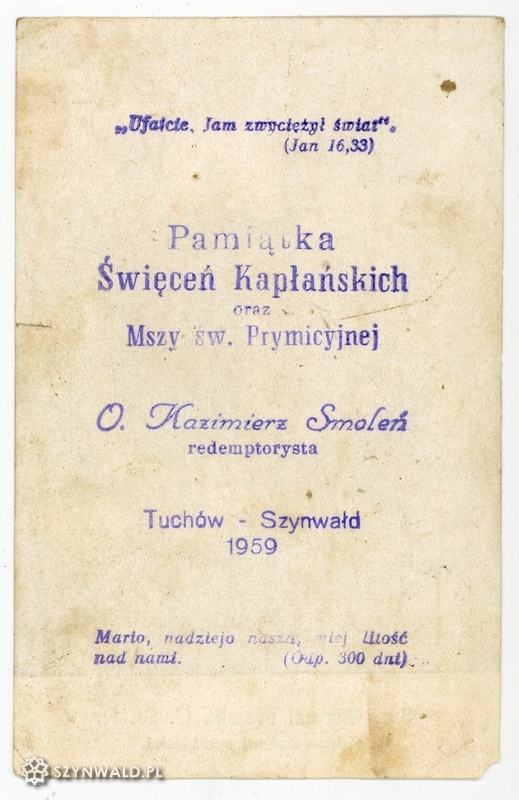 „Ufajcie, Jam zwyciężył świat".
(Jan 16,33)
Pamiątka
Święceń Kapłańskich
oraz
Mszy św. Prymicyjnej
O. Kazimierz Smoleń
redemptorysta
Tuchów - Szynwałd
1959
Mario, nadziejo nasza, miej litość
nad nami. (Odp. 300 dni)
SZYNWALD.PL